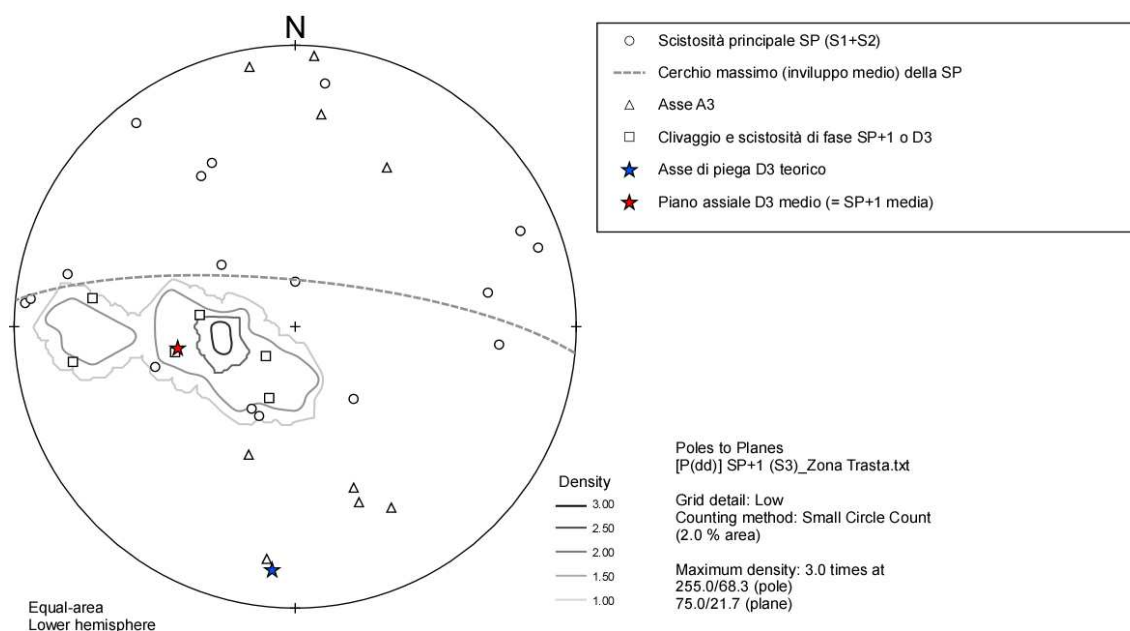 N
Scistosità principale SP (S1+S2)
Cerchio massimo (inviluppo medio) della SP
Asse A3
Clivaggio e scistosità di fase SP+1 o D3
Asse di piega D3 teorico
Piano assiale D3 medio (= SP+1 media)
Density
3.00
2.50
2.00
1.50
1.00
Poles to Planes
[P(dd)] SP+1 (S3)_Zona Trasta.txt
Grid detail: Low
Counting method: Small Circle Count
(2.0 % area)
Maximum density: 3.0 times at
255.0/68.3 (pole)
75.0/21.7 (plane)
Equal-area
Lower hemisphere